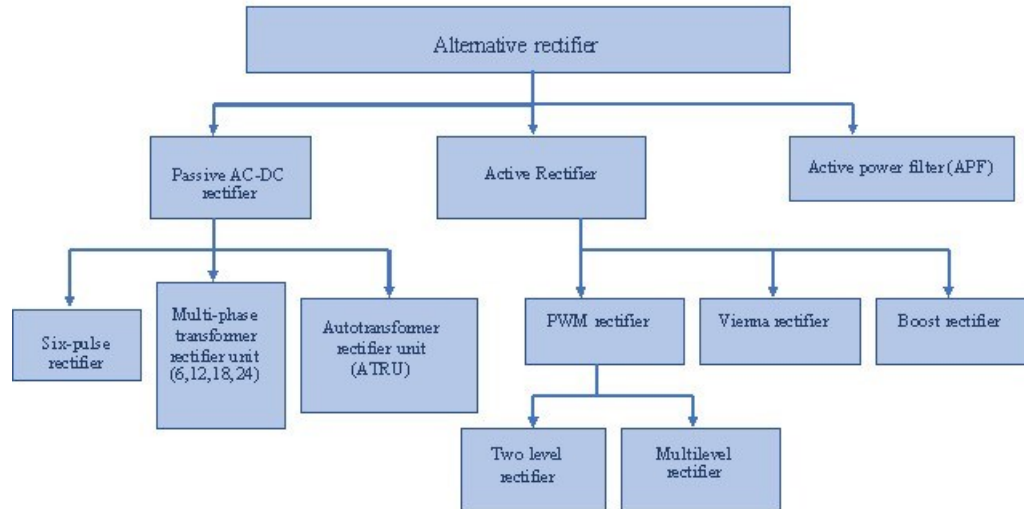 Alternative rectifier
Passive AC-DC
rectifier
Active Rectifier
Active power filter (APF)
Six-pulse
rectifier
Multi-phase
transformer
rectifier unit
(6,12,18,24)
Autotransformer
rectifier unit
(ATRU)
PWM rectifier
Vienna rectifier
Boost rectifier
Two level
rectifier
Multilevel
rectifier